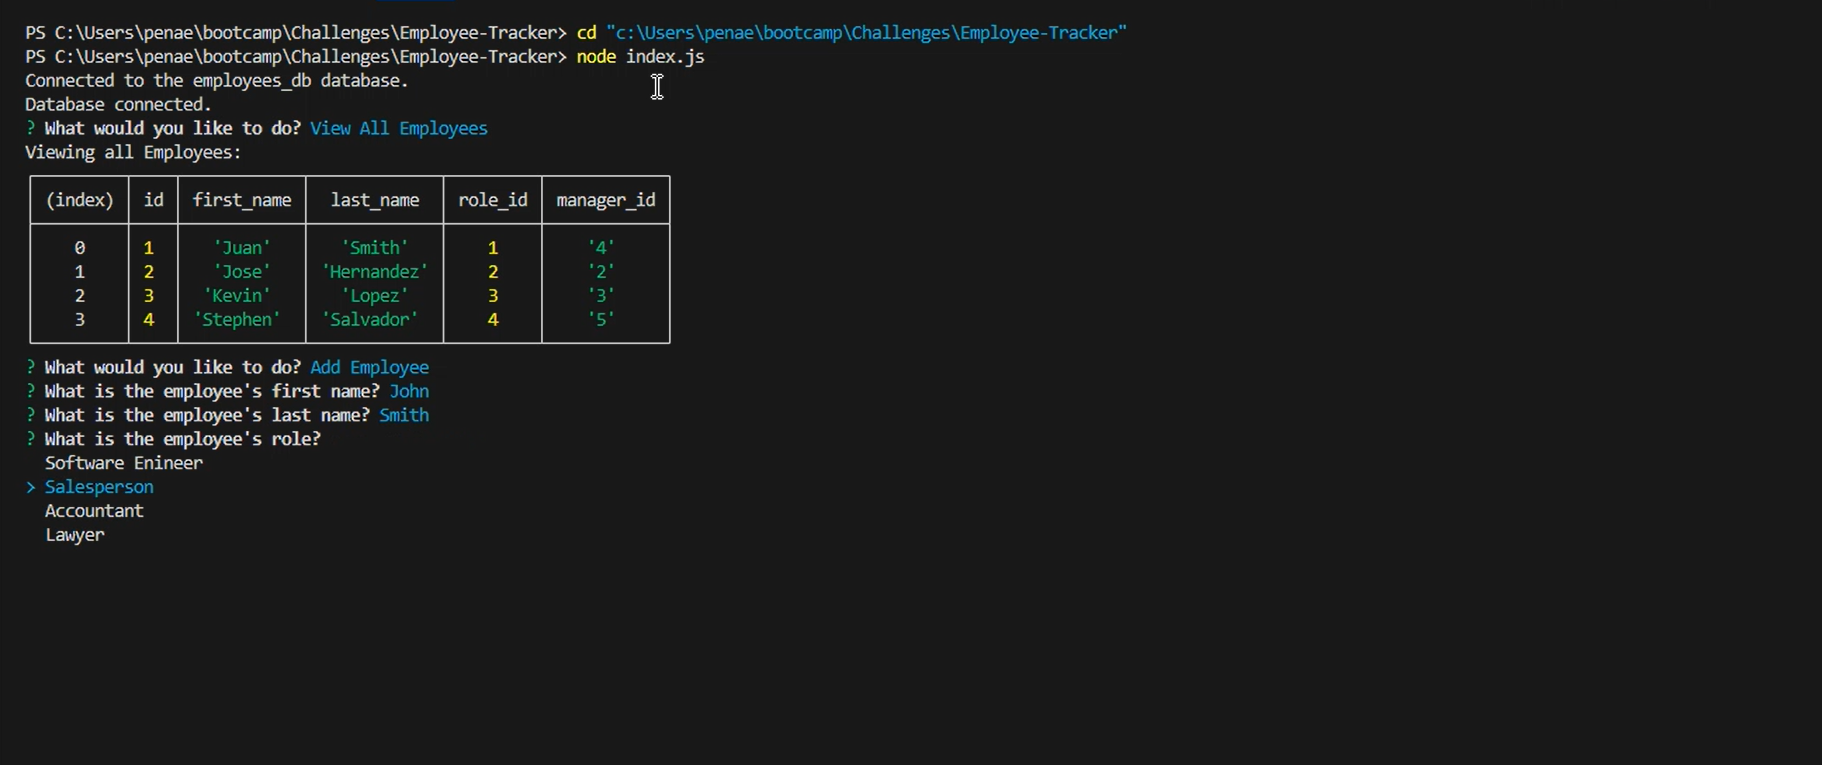 PS C:\Users\penae\bootcamp\Challenges\Employee-Tracker> cd "c:\Users\penae\bootcamp\Challenges\Employee-Tracker"
PS C:\Users\penae\bootcamp\Challenges\Employee-Tracker> node index.js
Connected to the employees_db database.
Database connected.
? What would you like to do? View All Employees
Viewing all Employees:
(index) id first_name last_name role_id manager_id
0 1 'Juan' 'Smith' 1 '4'
1 2 'Jose' 'Hernandez' 2 '2'
2 3 'Kevin' 'Lopez' 3 '3'
3 4 'Stephen' 'Salvador' 4 '5'
? What would you like to do? Add Employee
? What is the employee's first name? John
? What is the employee's last name? Smith
? What is the employee's role?
Software Enineer
> Salesperson
Accountant
Lawyer